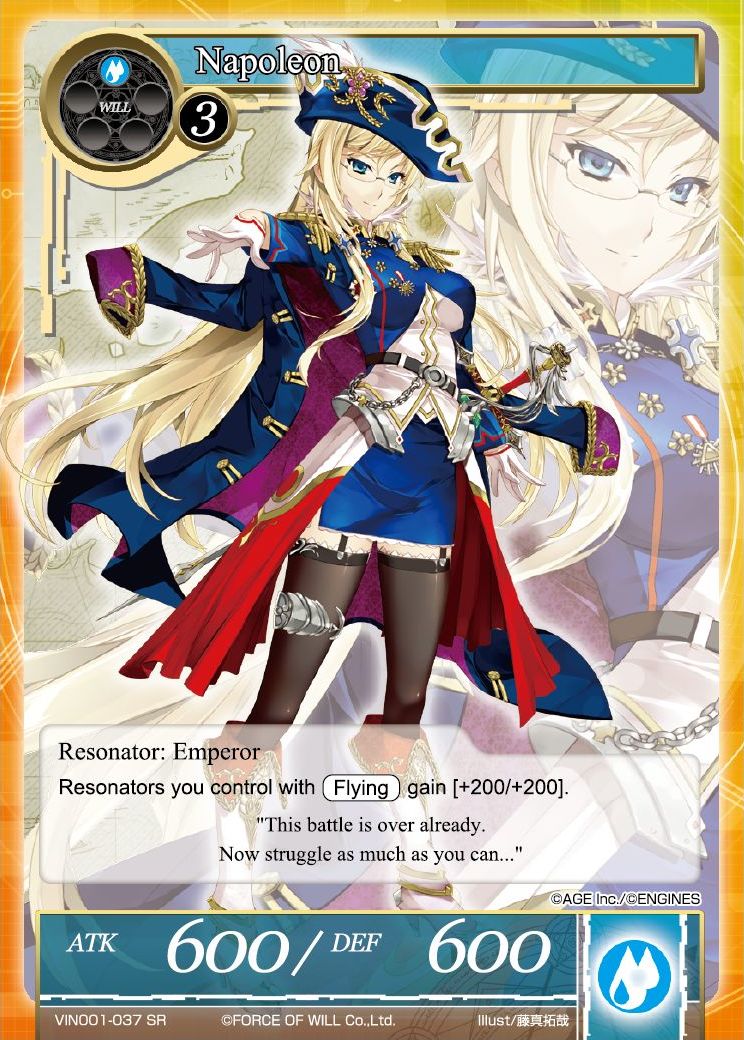 Napoleon
WILL
3
Resonator: Emperor
Resonators you control with Flying gain [+200/+200].
"This battle is over already.
Now struggle as much as you can..."
©AGE Inc./©ENGINES
ATK 600 / DEF 600
VIN001-037 SR ©FORCE OF WILL Co.,Ltd. Illust/藤真拓哉